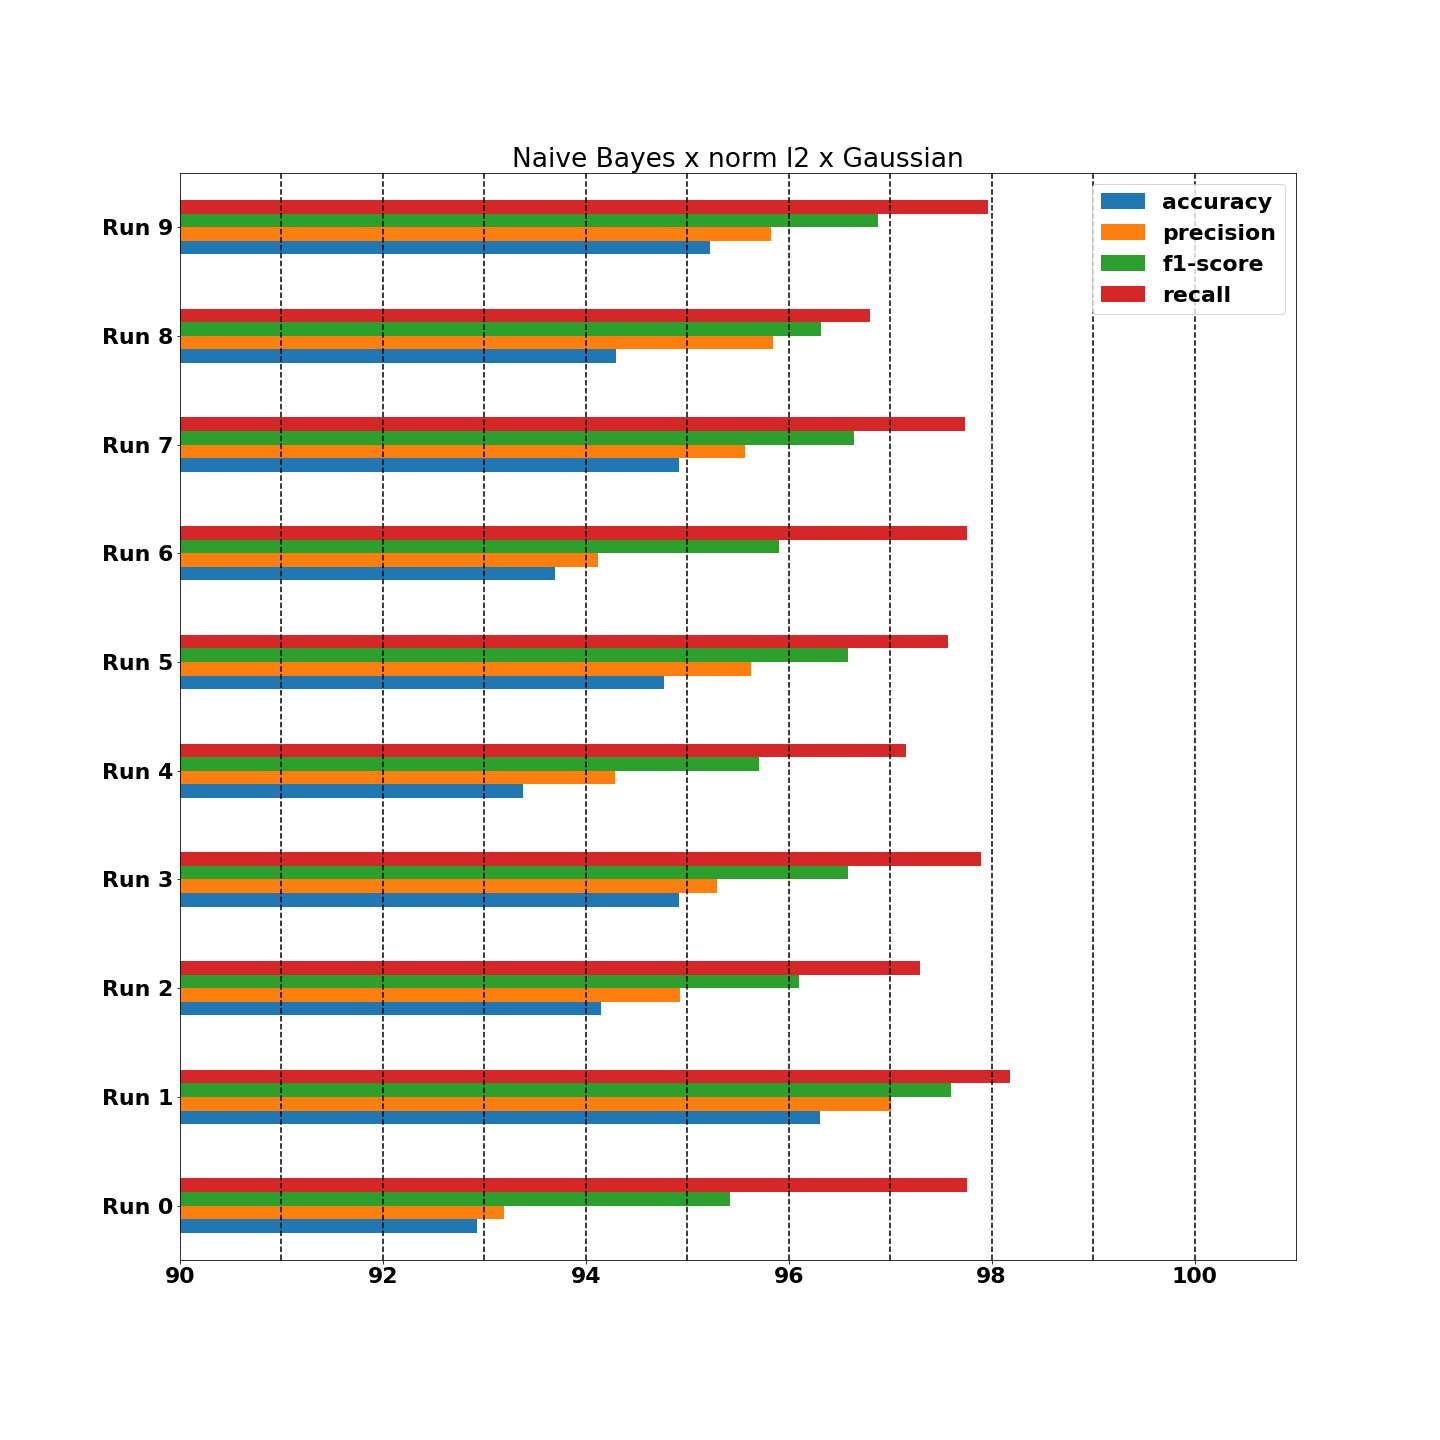 Naive Bayes x norm l2 x Gaussian
accuracy
precision
f1-score
recall
Run 9
Run 8
Run 7
Run 6
Run 5
Run 4
Run 3
Run 2
Run 1
Run 0
90 92 94 96 98 100